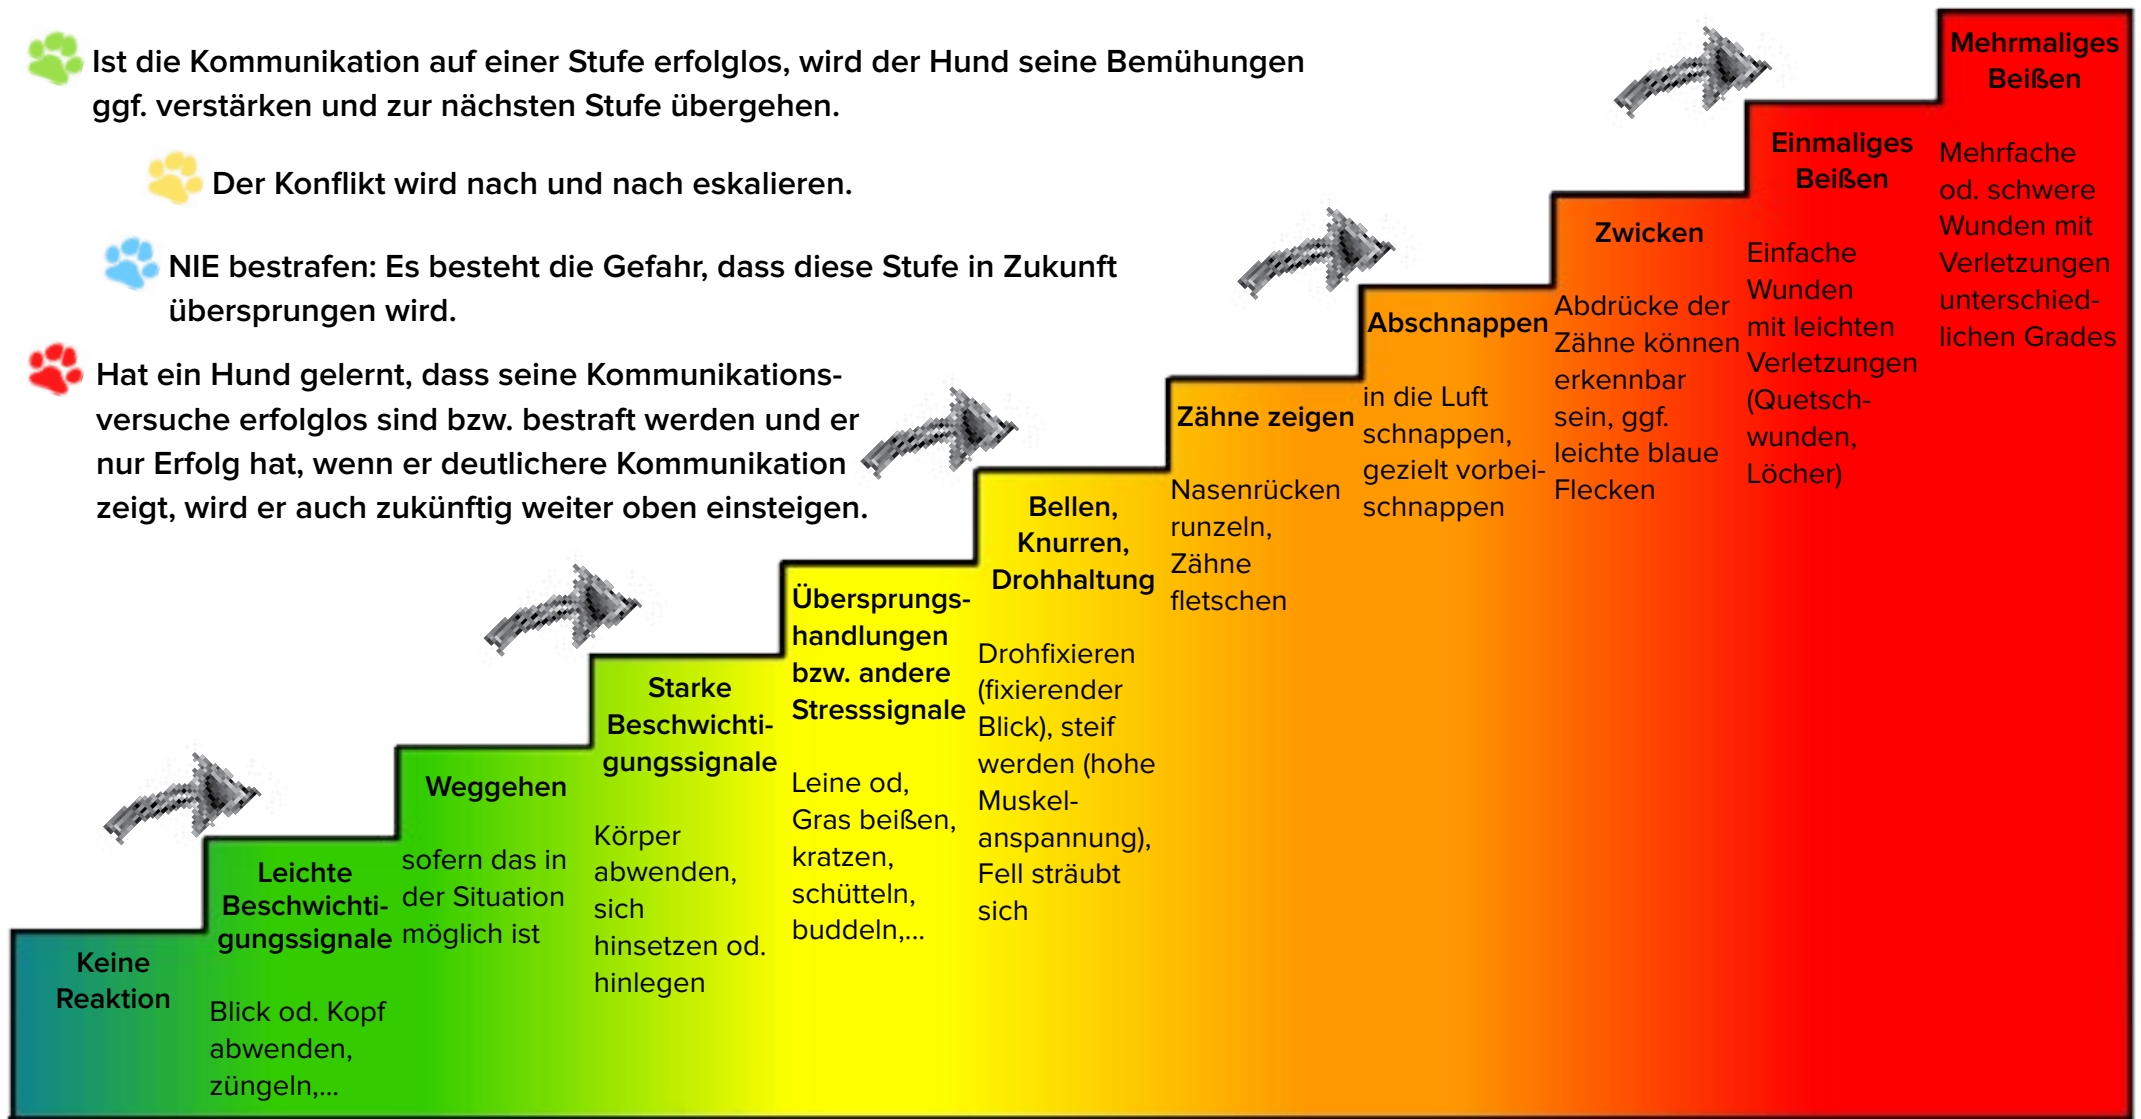 Ist die Kommunikation auf einer Stufe erfolglos, wird der Hund seine Bemühungen
ggf. verstärken und zur nächsten Stufe übergehen.
Der Konflikt wird nach und nach eskalieren.
NIE bestrafen: Es besteht die Gefahr, dass diese Stufe in Zukunft
übersprungen wird.
Hat ein Hund gelernt, dass seine Kommunikations-
versuche erfolglos sind bzw. bestraft werden und er
nur Erfolg hat, wenn er deutlichere Kommunikation
zeigt, wird er auch zukünftig weiter oben einsteigen.
Keine
Reaktion
Leichte
Beschwichti-
gungssignale
Blick od. Kopf
abwenden,
züngeln,...
Weggehen
sofern das in
der Situation
möglich ist
Starke
Beschwichti-
gungssignale
Körper
abwenden,
sich
hinsetzen od.
hinlegen
Übersprungs-
handlungen
bzw. andere
Stresssignale
Leine od,
Gras beißen,
kratzen,
schütteln,
buddeln,...
Bellen,
Knurren,
Drohhaltung
Drohfixieren
(fixierender
Blick), steif
werden (hohe
Muskel-
anspannung),
Fell sträubt
sich
Zähne zeigen
Nasenrücken
runzeln,
Zähne
fletschen
Abschnappen
in die Luft
schnappen,
gezielt vorbei-
schnappen
Zwicken
Abdrücke der
Zähne können
erkennbar
sein, ggf.
leichte blaue
Flecken
Einmaliges
Beißen
Einfache
Wunden
mit leichten
Verletzungen
(Quetsch-
wunden,
Löcher)
Mehrmaliges
Beißen
Mehrfache
od. schwere
Wunden mit
Verletzungen
unterschied-
lichen Grades